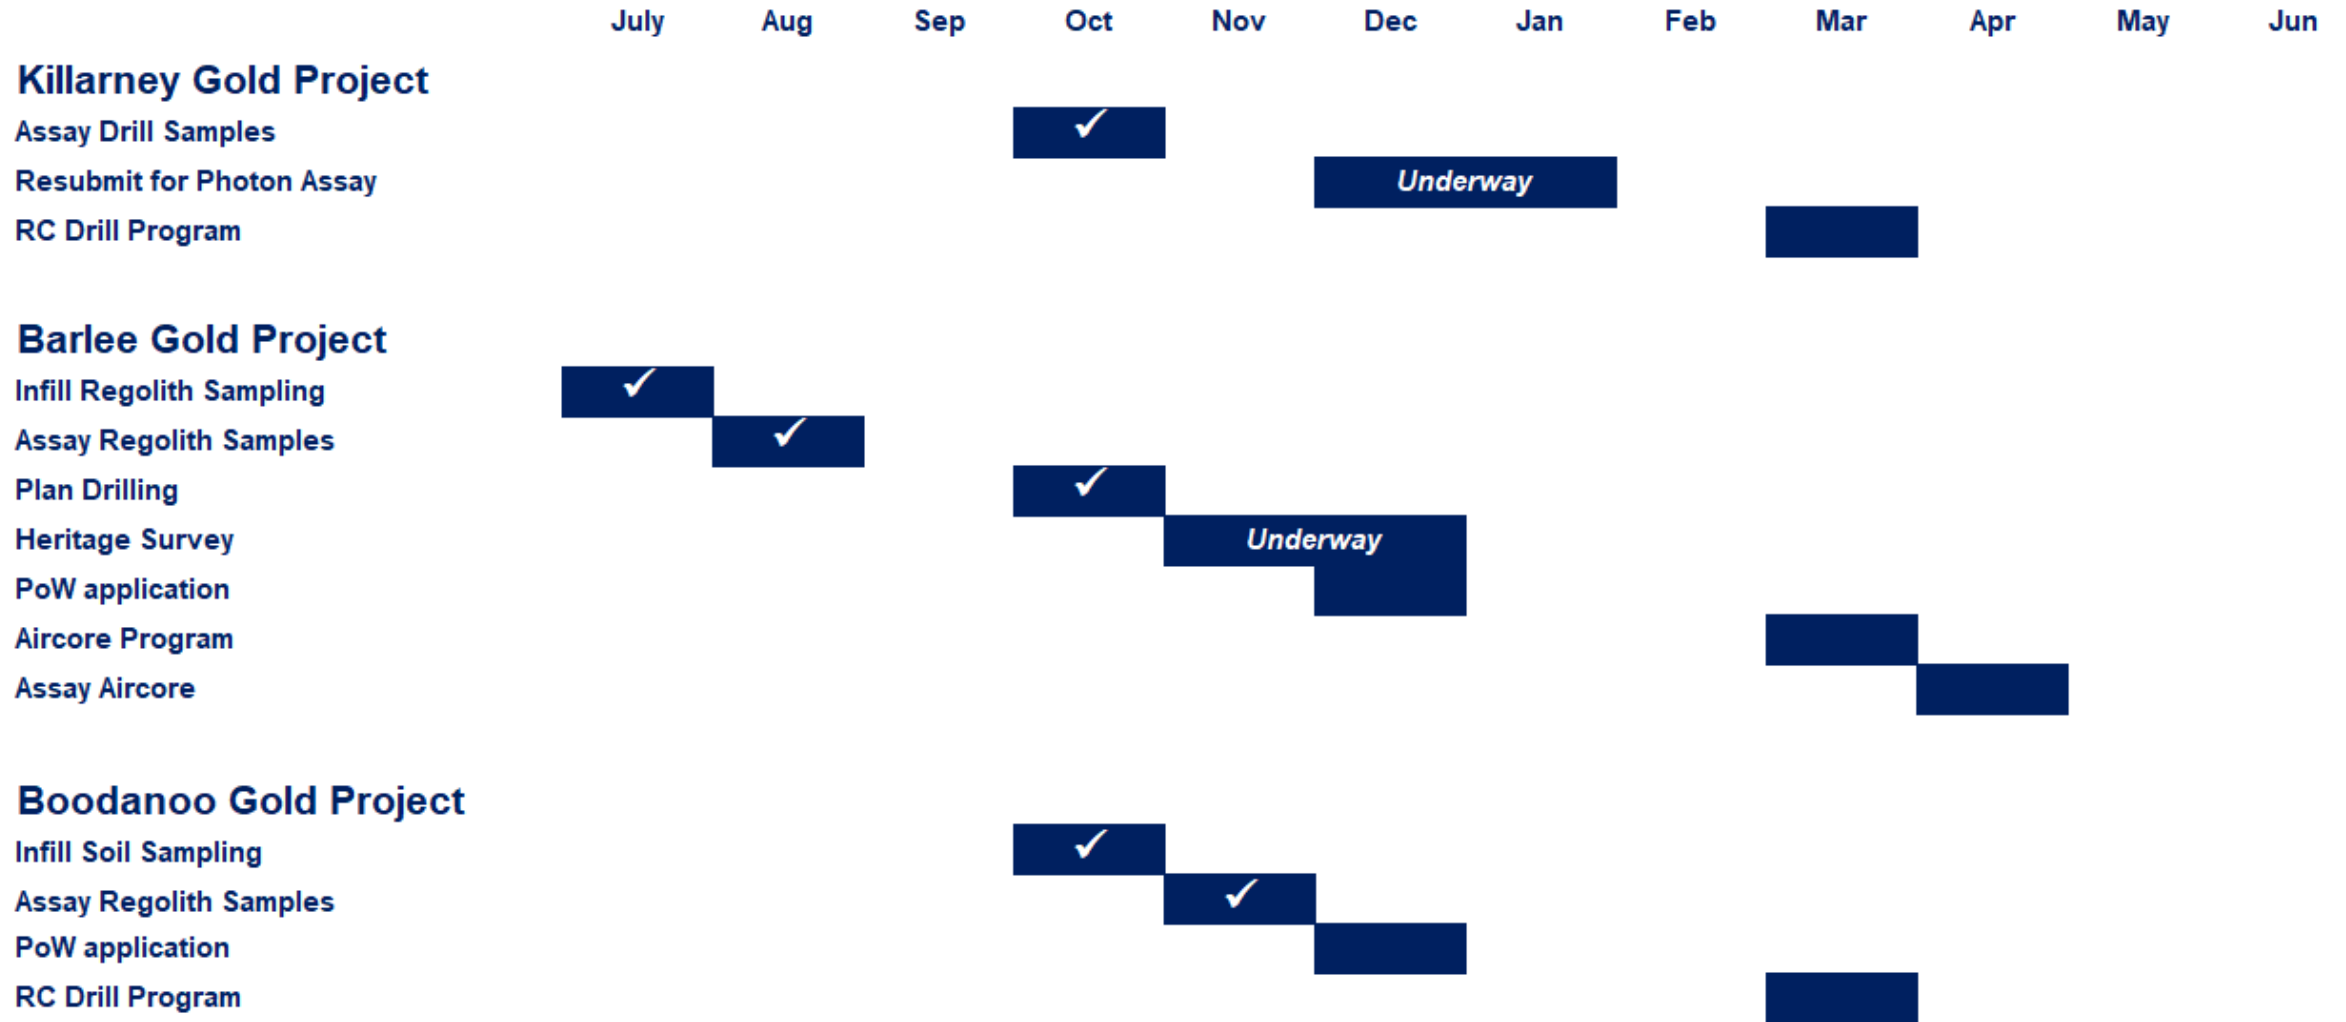 July Aug Sep Oct Nov Dec Jan Feb Mar Apr May Jun
Killarney Gold Project
Assay Drill Samples ✓
Resubmit for Photon Assay Underway
RC Drill Program
Barlee Gold Project
Infill Regolith Sampling ✓
Assay Regolith Samples ✓
Plan Drilling ✓
Heritage Survey Underway
PoW application
Aircore Program
Assay Aircore
Boodanoo Gold Project
Infill Soil Sampling ✓
Assay Regolith Samples ✓
PoW application
RC Drill Program